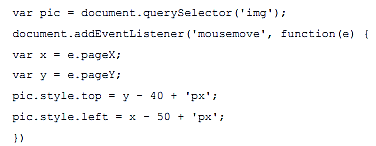 var pic = document.querySelector('img');
document.addEventListener('mousemove', function(e) {
var x = e.pageX;
var y = e.pageY;
pic.style.top = y - 40 + 'px';
pic.style.left = x - 50 + 'px';
})